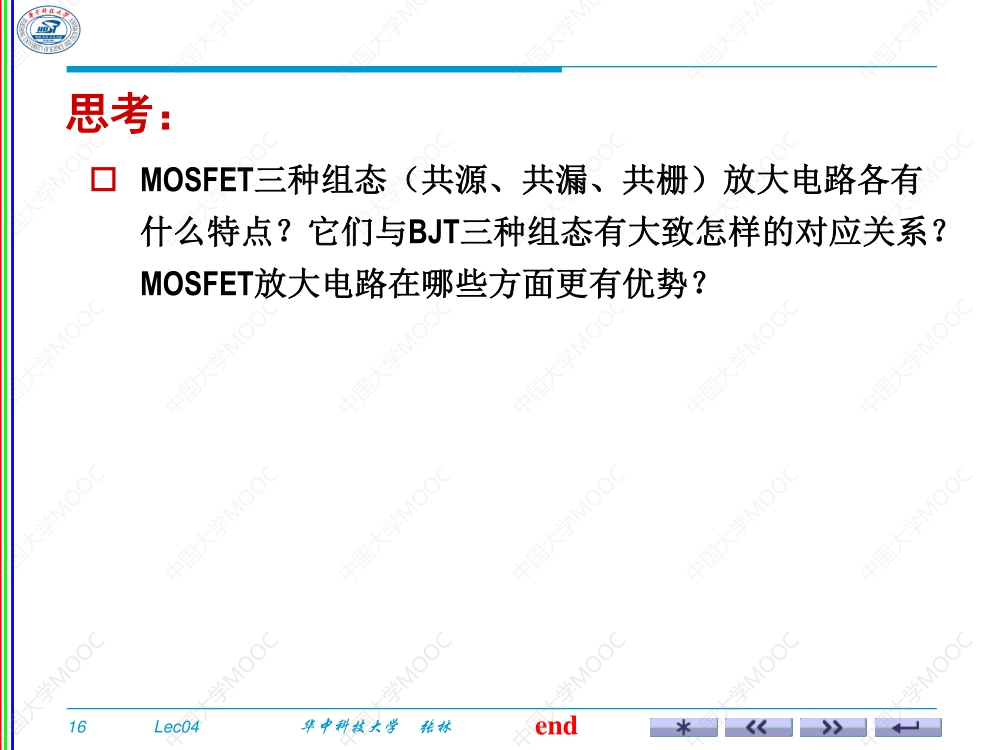 思考：
MOSFET三种组态（共源、共漏、共栅）放大电路各有
什么特点？它们与BJT三种组态有大致怎样的对应关系？
MOSFET放大电路在哪些方面更有优势？
16 Lec04 华中科技大学 张林 end
中国大学MOOC